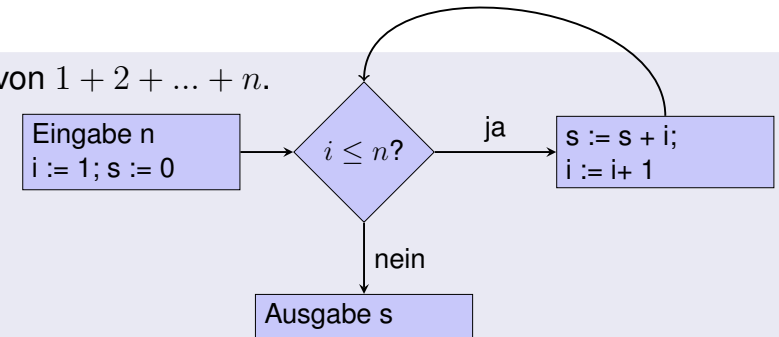 von 1 + 2 + ... + n.
Eingabe n
i := 1; s := 0
i ≤ n?
ja
s := s + i;
i := i+ 1
nein
Ausgabe s